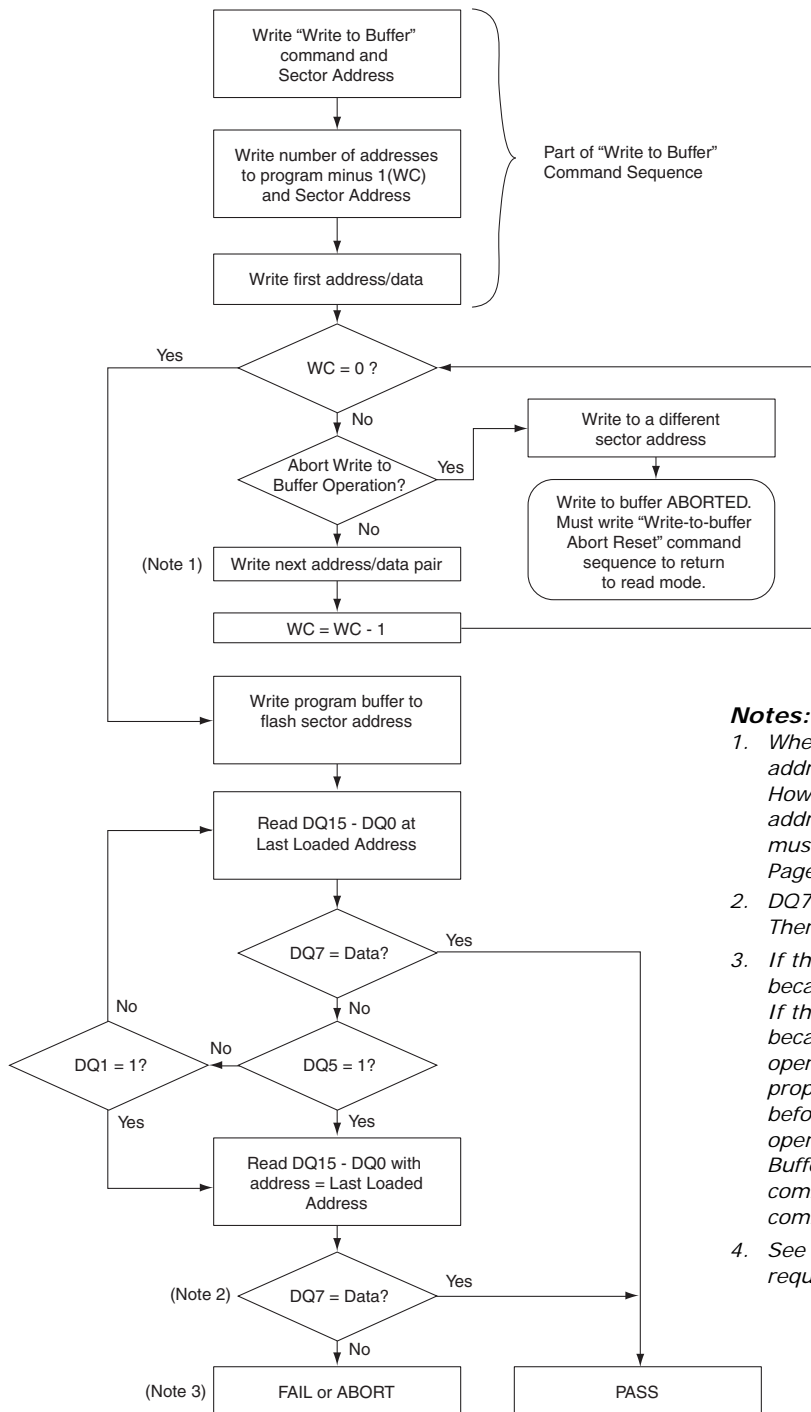 Write “Write to Buffer”
command and
Sector Address
Write number of addresses
to program minus 1(WC)
and Sector Address
Part of “Write to Buffer”
Command Sequence
Write first address/data
Yes
WC = 0 ?
No
Write to a different
sector address
Abort Write to
Buffer Operation?
Yes
No
Write to buffer ABORTED.
Must write “Write-to-buffer
Abort Reset” command
sequence to return
to read mode.
(Note 1)
Write next address/data pair
WC = WC - 1
Write program buffer to
flash sector address
Read DQ15 - DQ0 at
Last Loaded Address
DQ7 = Data?
Yes
No
No
DQ1 = 1?
No
DQ5 = 1?
Yes
Yes
Read DQ15 - DQ0 with
address = Last Loaded
Address
(Note 2)
DQ7 = Data?
Yes
No
(Note 3)
FAIL or ABORT
PASS
Notes:
1. Whe
addr
How
addr
mus
Page
2. DQ7
Ther
3. If th
beca
If th
beca
oper
prop
befo
oper
Buffe
com
com
4. See
requ